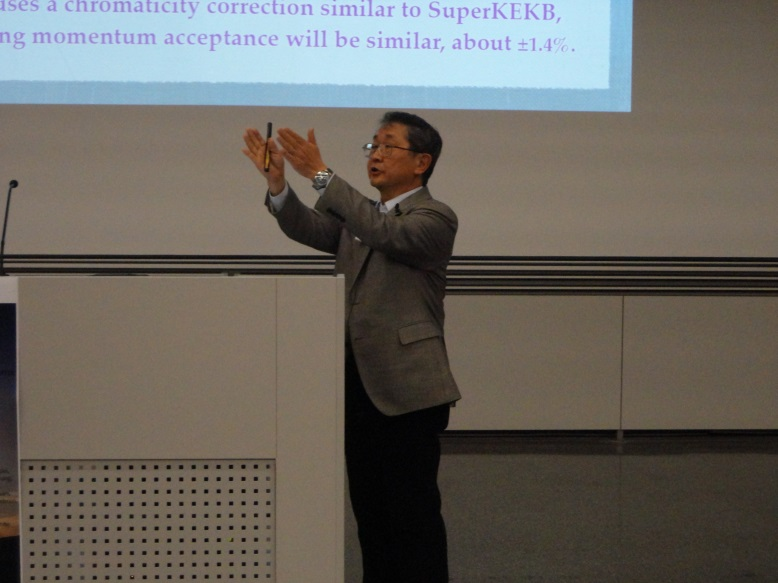 uses a chromaticity correction similar to SuperKEKB,
momentum acceptance will be similar, about ±1.4%.